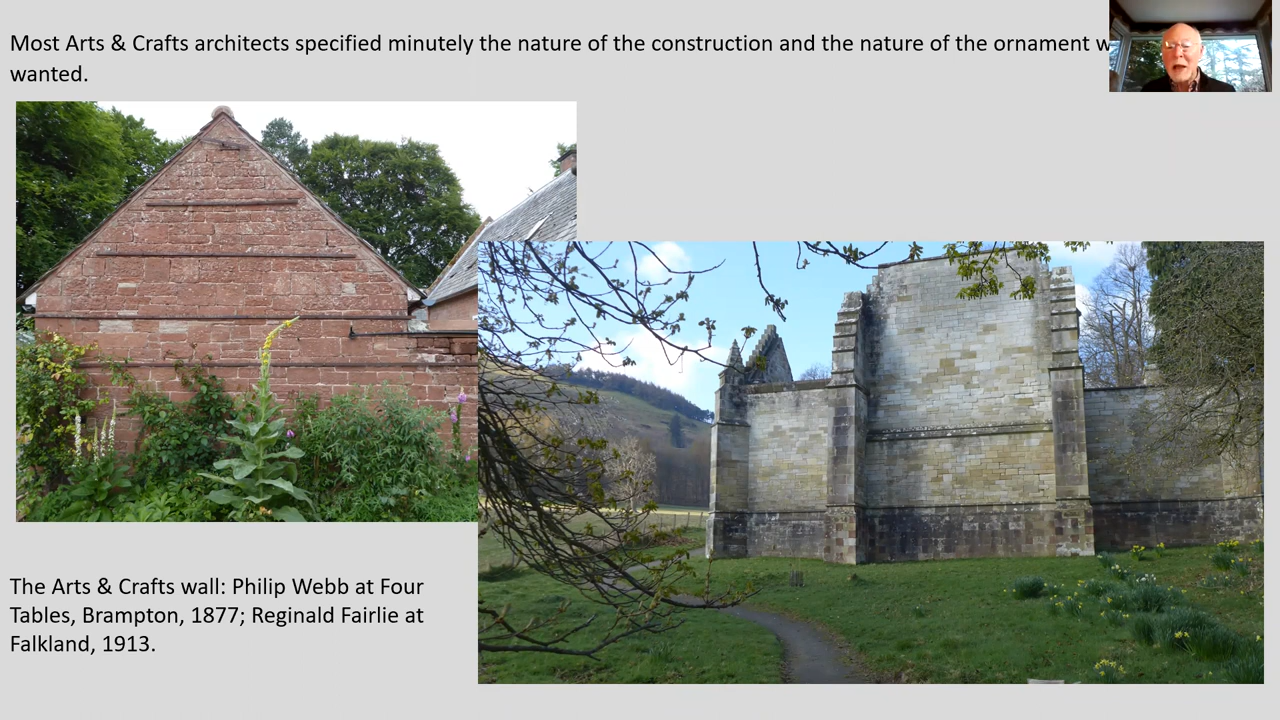 Most Arts & Crafts architects specified minutely the nature of the construction and the nature of the ornament
wanted.
The Arts & Crafts wall: Philip Webb at Four
Tables, Brampton, 1877; Reginald Fairlie at
Falkland, 1913.